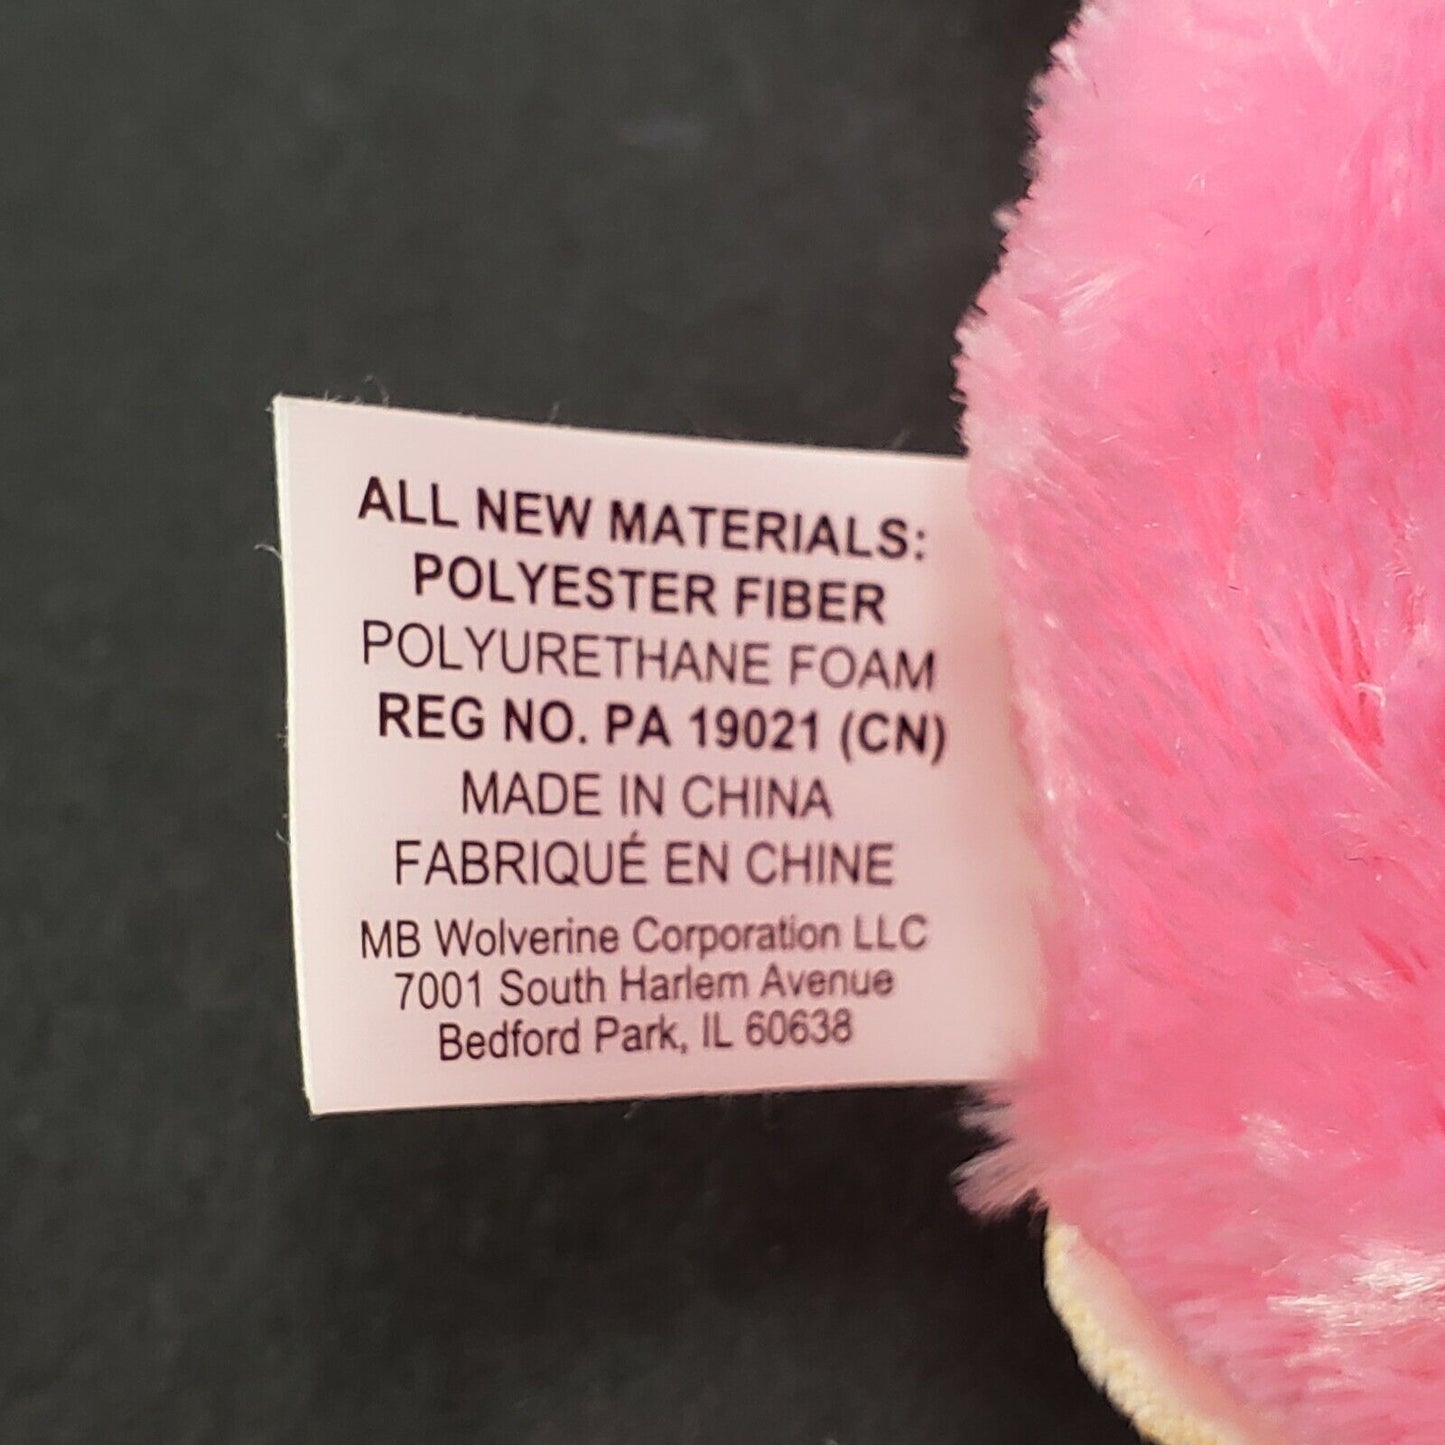 ALL NEW MATERIALS:
POLYESTER FIBER
POLYURETHANE FOAM
REG NO. PA 19021 (CN)
MADE IN CHINA
FABRIQUÉ EN CHINE
MB Wolverine Corporation LLC
7001 South Harlem Avenue
Bedford Park, IL 60638